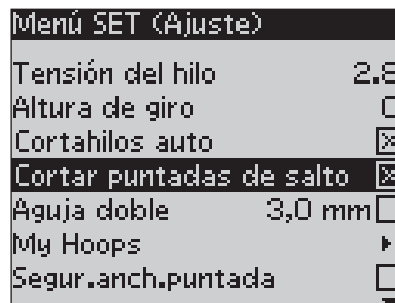 Menú SET (Ajuste)
Tensión del hilo 2.8
Altura de giro
Cortahilos auto
Cortar puntadas de salto
Aguja doble 3,0 mm
My Hoops
Segur.anch.puntada